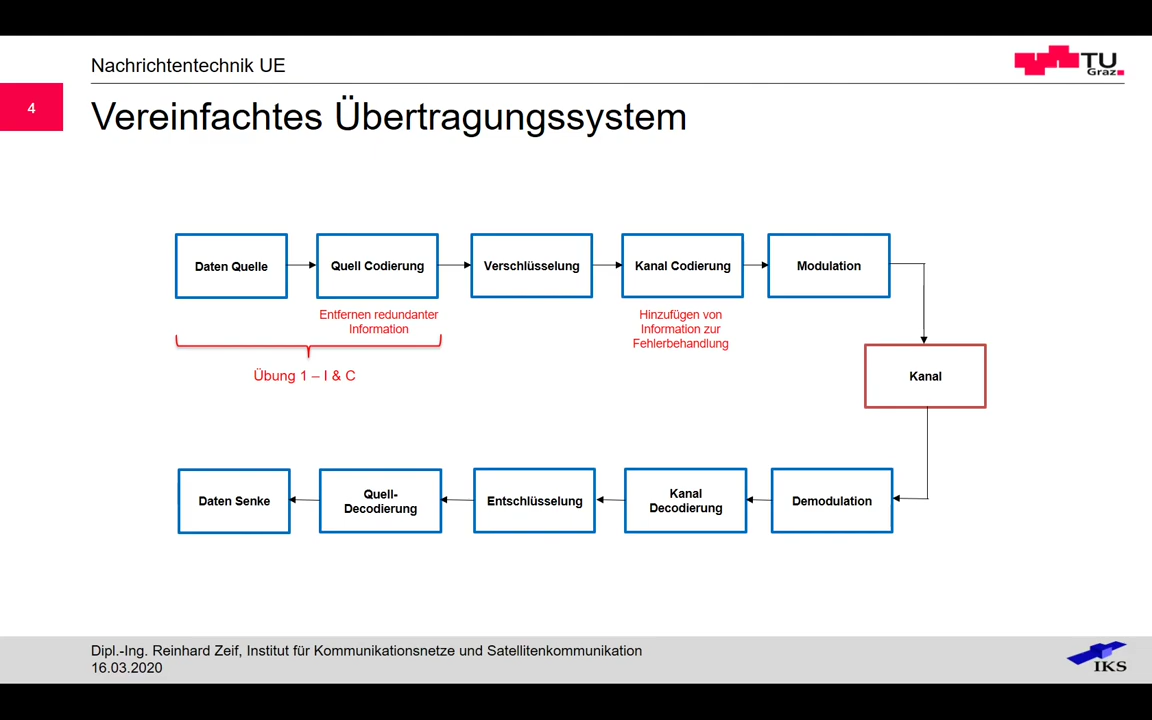 Nachrichtentechnik UE
TU
Graz
4
Vereinfachtes Übertragungssystem
Daten Quelle
Quell Codierung
Verschlüsselung
Kanal Codierung
Modulation
Entfernen redundanter
Information
Hinzufügen von
Information zur
Fehlerbehandlung
Übung 1 – I & C
Kanal
Daten Senke
Quell-
Decodierung
Entschlüsselung
Kanal
Decodierung
Demodulation
Dipl.-Ing. Reinhard Zeif, Institut für Kommunikationsnetze und Satellitenkommunikation
16.03.2020
IKS